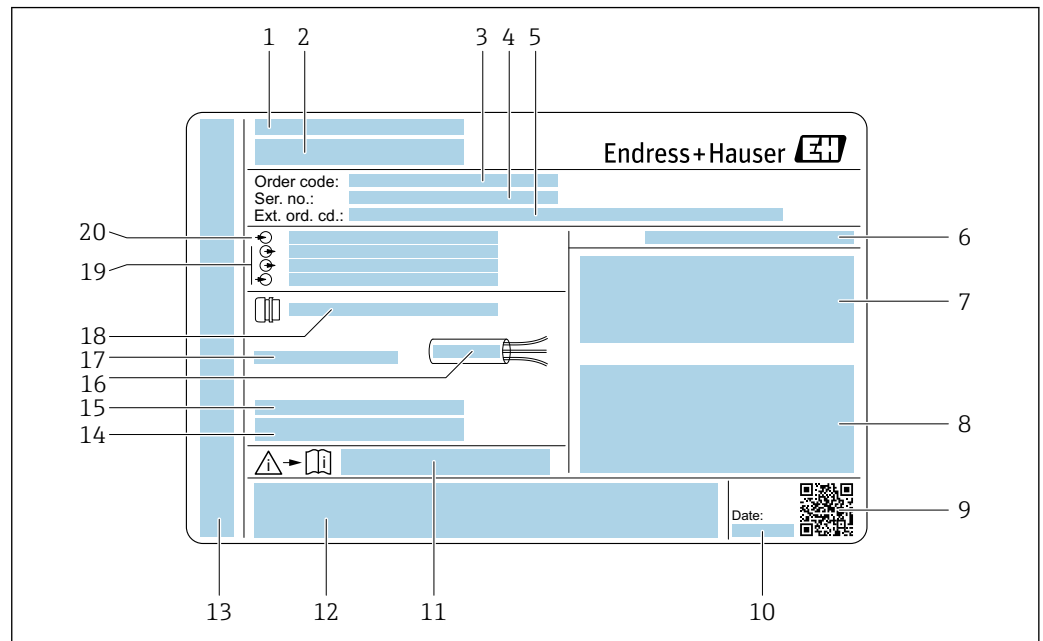 1 2 3 4 5
Endress+Hauser EH
Order code:
Ser. no.:
Ext. ord. cd.:
20
6
19
7
18
17
16
15
8
14
i i
9
Date:
13 12 11 10